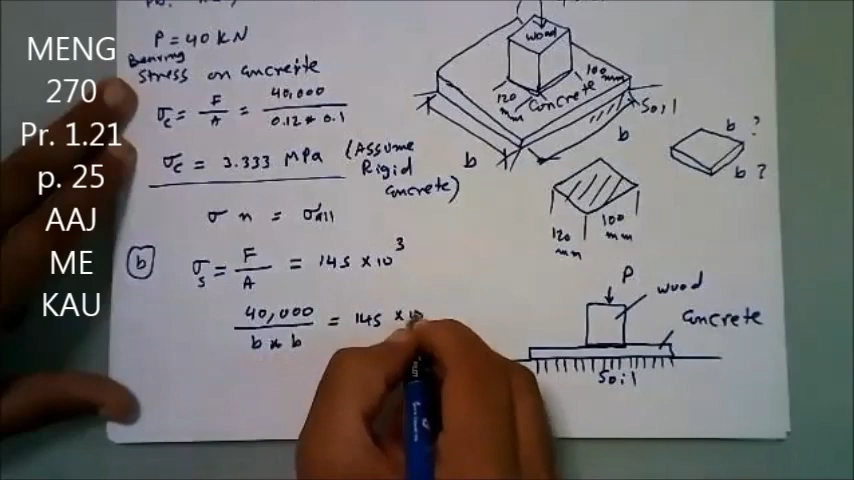 MENG
270
Pr. 1.21
p. 25
AAJ
ME
KAU
P = 40 KN
Bearing
stress on concrete
σc = F/A = 40,000 / 0.12 * 0.1
σc = 3.333 MPa (Assume
Rigid
concrete)
σ n = σall
b σs = F/A = 145 × 10^3
40,000 / b * b = 145 × 10
wood
100
mm
120
mm
Concrete
Soil
b
b
b ?
b ?
120
mm
100
mm
P
wood
Concrete
Soil